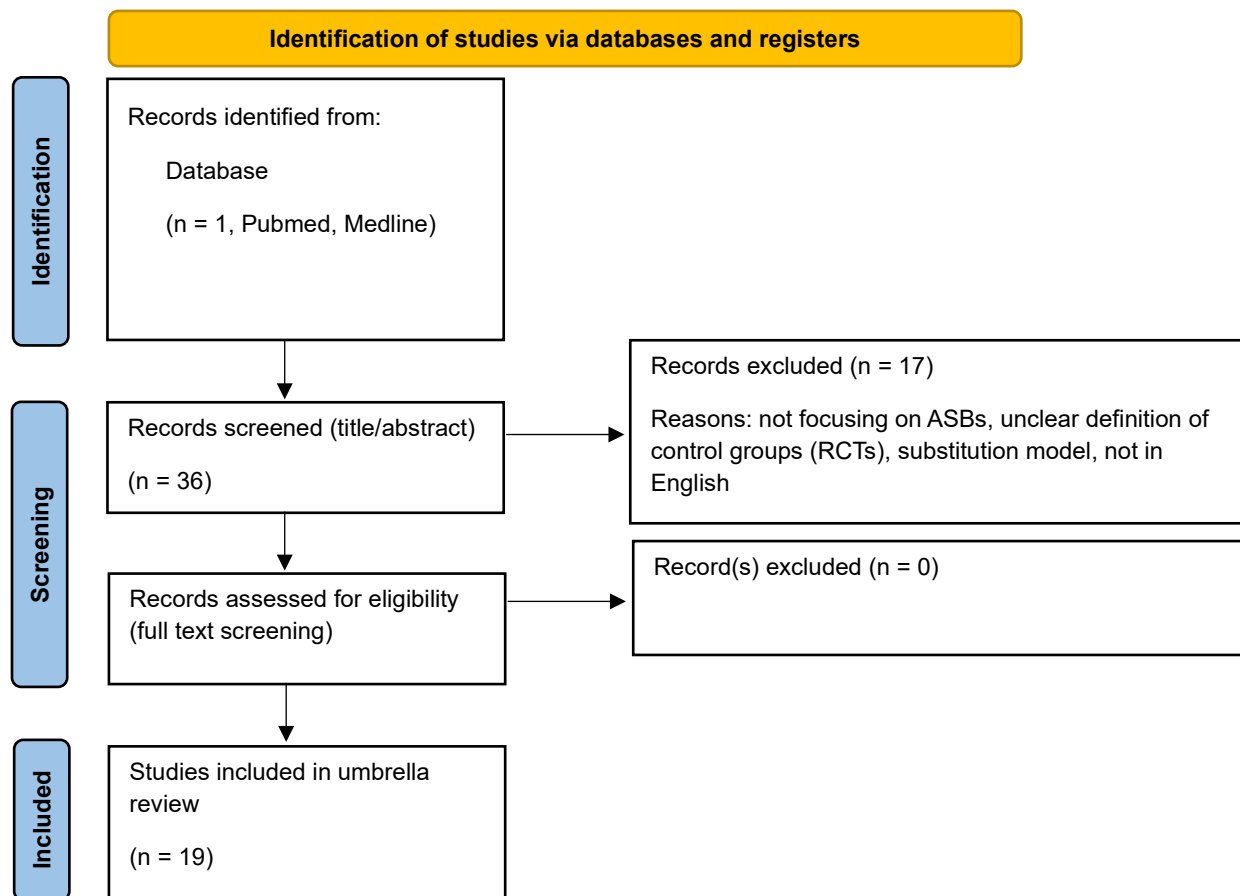 Identification of studies via databases and registers
Identification
Records identified from:
Database
(n = 1, Pubmed, Medline)
Screening
Records screened (title/abstract)
(n = 36)
Records excluded (n = 17)
Reasons: not focusing on ASBs, unclear definition of
control groups (RCTs), substitution model, not in
English
Records assessed for eligibility
(full text screening)
Record(s) excluded (n = 0)
Included
Studies included in umbrella
review
(n = 19)